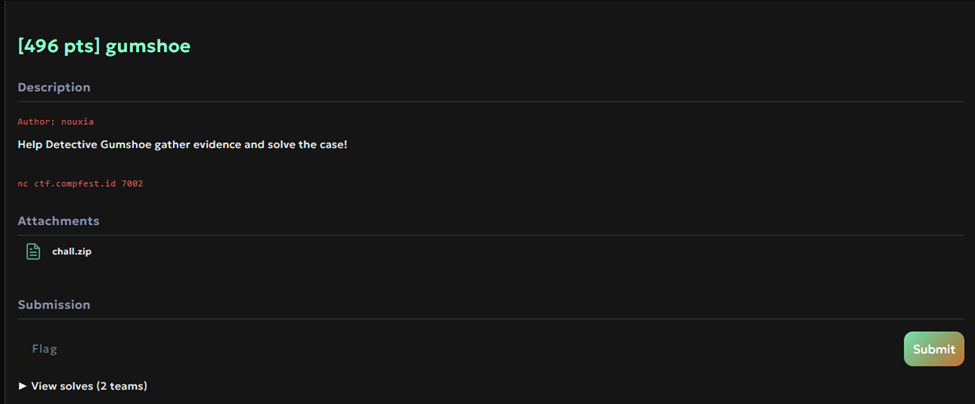 [496 pts] gumshoe
Description
Author: nouxia
Help Detective Gumshoe gather evidence and solve the case!
nc ctf.compfest.id 7002
Attachments
chall.zip
Submission
Flag
Submit
▶ View solves (2 teams)